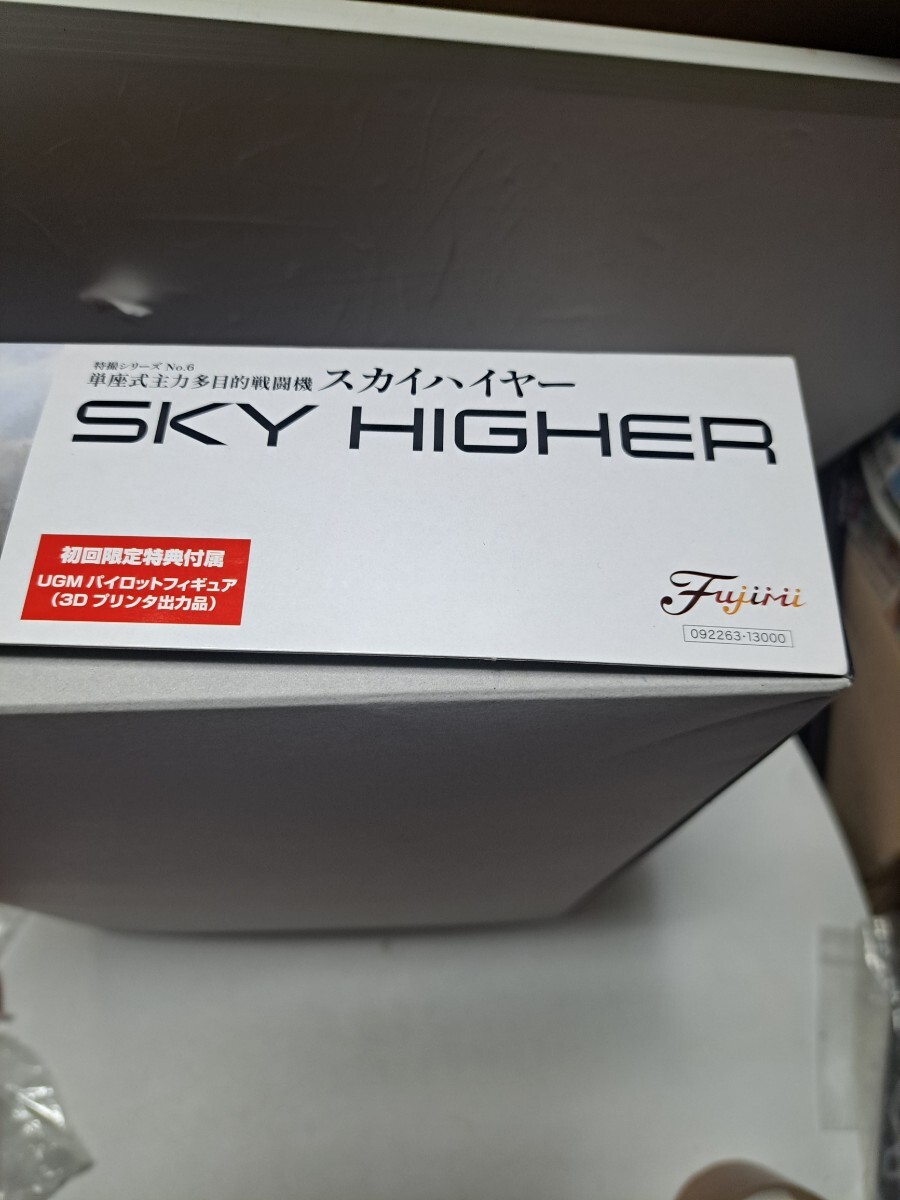 特撮シリーズ No.6
単座式主力多目的戦闘機 スカイハイヤー
SKY HIGHER
初回限定特典付属
UGM パイロットフィギュア
(3D プリンタ出力品)
Fujimi
092263-13000